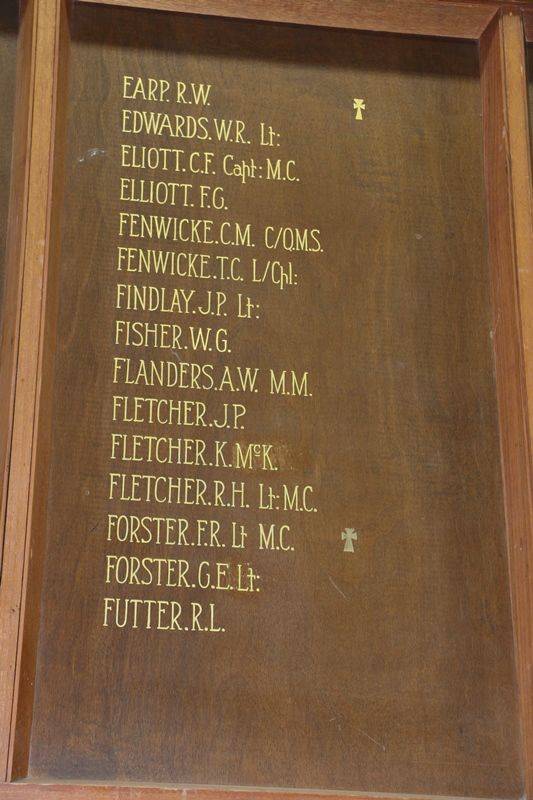 EARP. R.W.
EDWARDS. W.R. Lt:
ELIOTT. C.F. Capt: M.C.
ELLIOTT. F.G.
FENWICKE. C.M. C/Q.M.S.
FENWICKE. T.C. L/Cpl:
FINDLAY. J.P. Lt:
FISHER. W.G.
FLANDERS. A.W. M.M.
FLETCHER. J.P.
FLETCHER. K. McK.
FLETCHER. R.H. Lt: M.C.
FORSTER. F.R. Lt M.C.
FORSTER. G.E. Lt:
FUTTER. R.L.